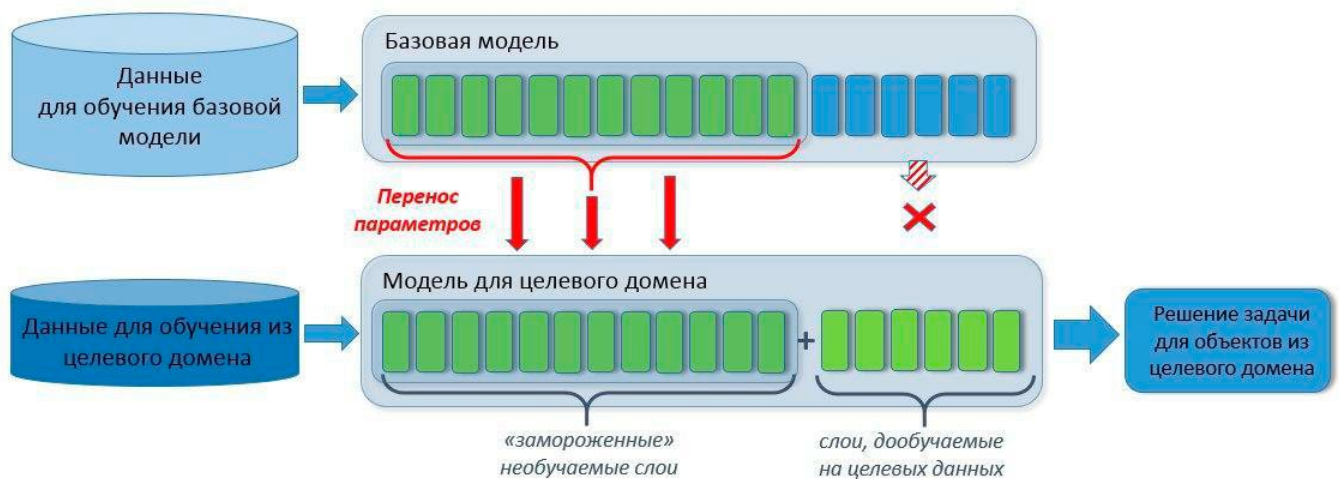 Данные
для обучения базовой
модели
Базовая модель
Перенос
параметров
Данные для обучения из
целевого домена
Модель для целевого домена
+
Решение задачи
для объектов из
целевого домена
«замороженные»
необучаемые слои
слои, дообучаемые
на целевых данных